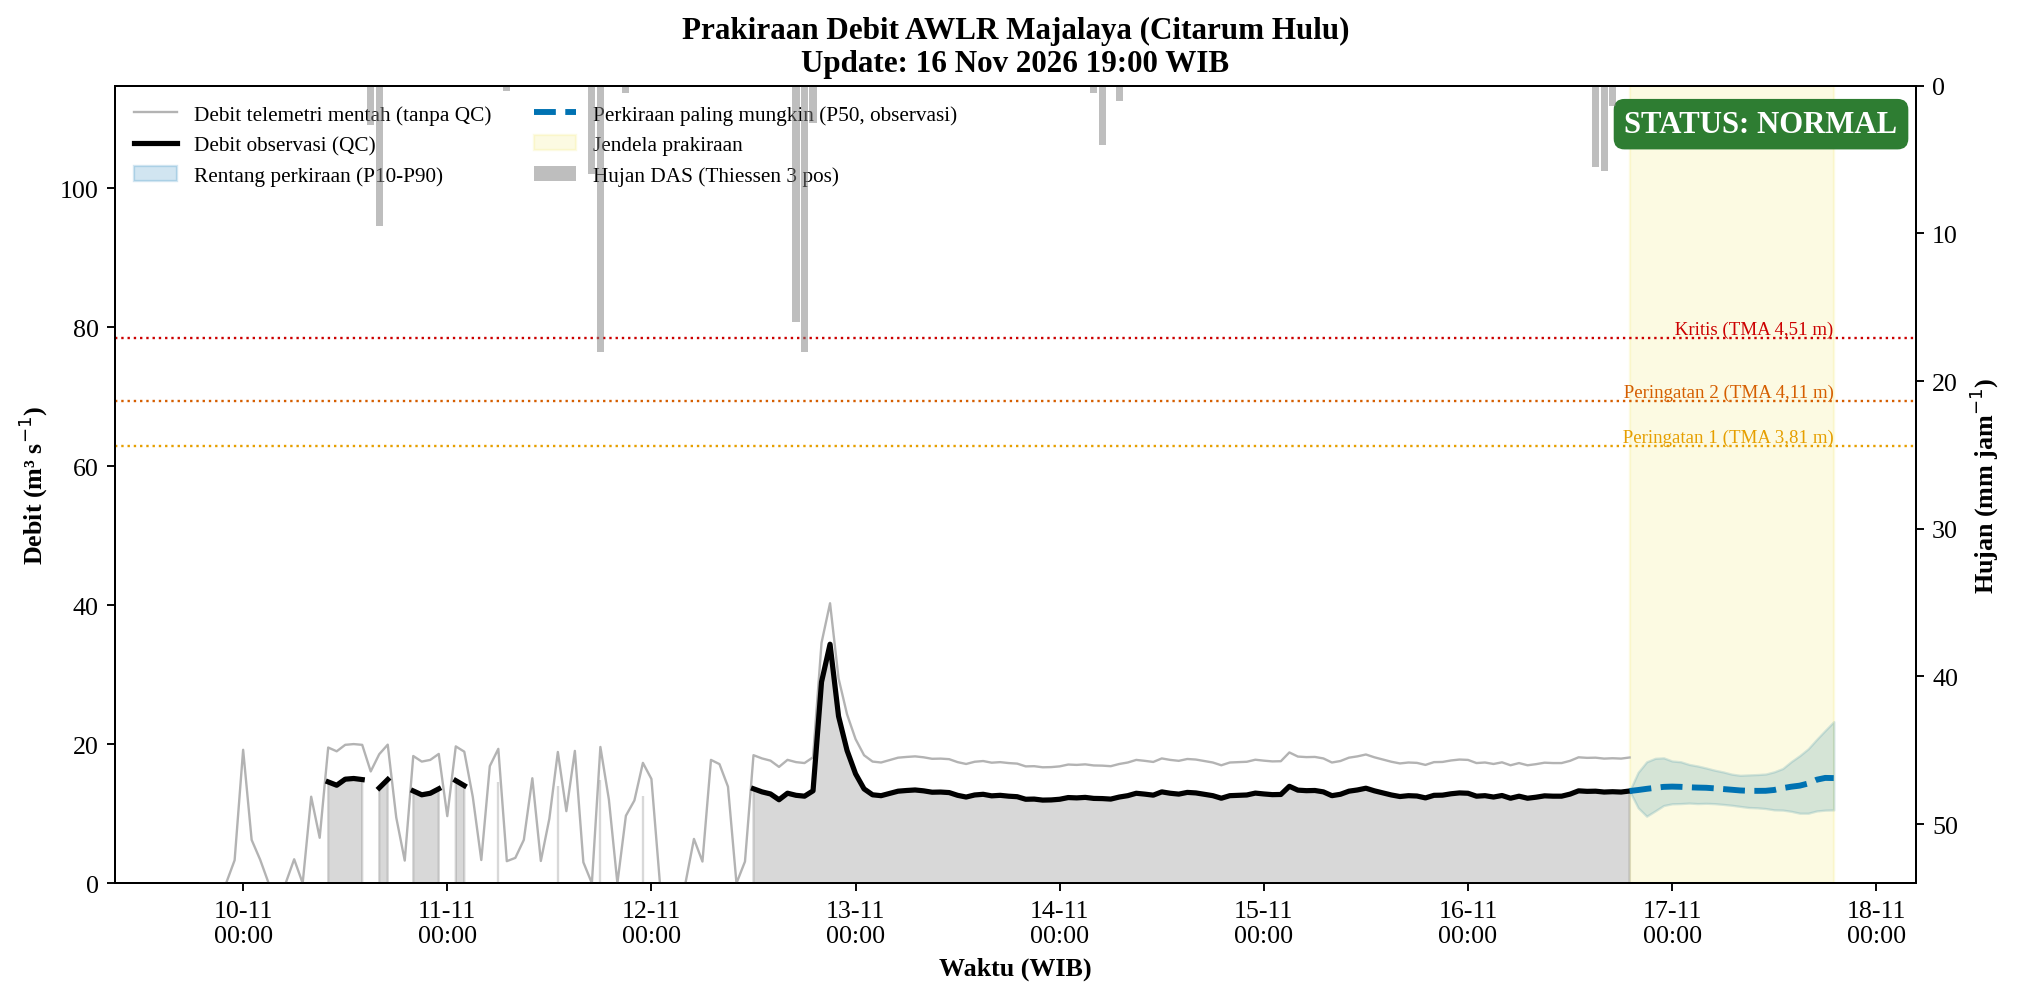 Prakiraan Debit AWLR Majalaya (Citarum Hulu)
Update: 16 Nov 2026 19:00 WIB
Debit telemetri mentah (tanpa QC)
Debit observasi (QC)
Rentang perkiraan (P10-P90)
Perkiraan paling mungkin (P50, observasi)
Jendela prakiraan
Hujan DAS (Thiessen 3 pos)
STATUS: NORMAL
Kritis (TMA 4,51 m)
Peringatan 2 (TMA 4,11 m)
Peringatan 1 (TMA 3,81 m)
Debit (m³ s⁻¹)
100
80
60
40
20
0
Hujan (mm jam⁻¹)
0
10
20
30
40
50
10-11 11-11 12-11 13-11 14-11 15-11 16-11 17-11 18-11
00:00 00:00 00:00 00:00 00:00 00:00 00:00 00:00 00:00
Waktu (WIB)